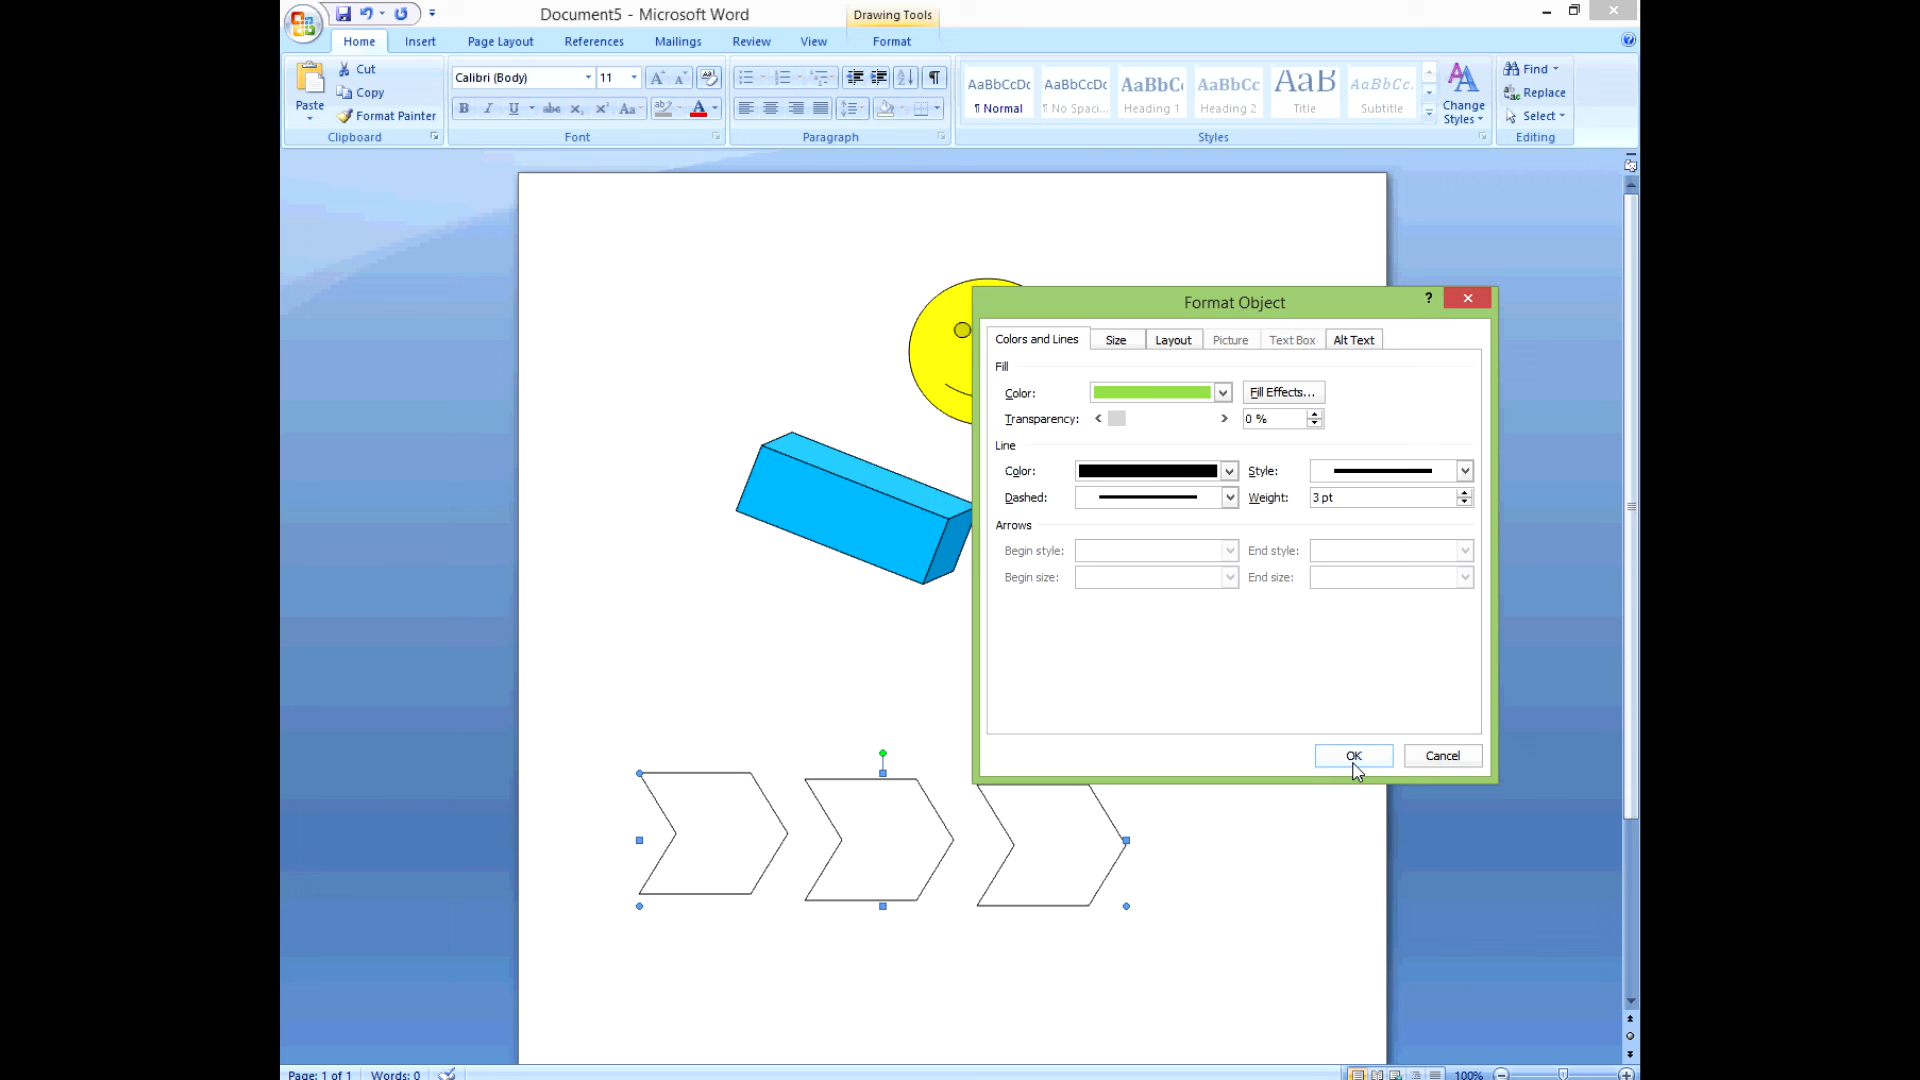 Document5 - Microsoft Word
Drawing Tools
Home Insert Page Layout References Mailings Review View Format
Paste
Cut
Copy
Format Painter
Clipboard
Calibri (Body) 11
Font
Paragraph
AaBbCcDc AaBbCcDc AaBbC AaBbCc AaB AaBbCc.
¶ Normal ¶ No Spaci... Heading 1 Heading 2 Title Subtitle
Change
Styles
Styles
Find
Replace
Select
Editing
Format Object
Colors and Lines Size Layout Picture Text Box Alt Text
Fill
Color: Fill Effects...
Transparency: 0 %
Line
Color: Style:
Dashed: Weight: 3 pt
Arrows
Begin style: End style:
Begin size: End size:
OK Cancel
Page: 1 of 1 Words: 0 100%